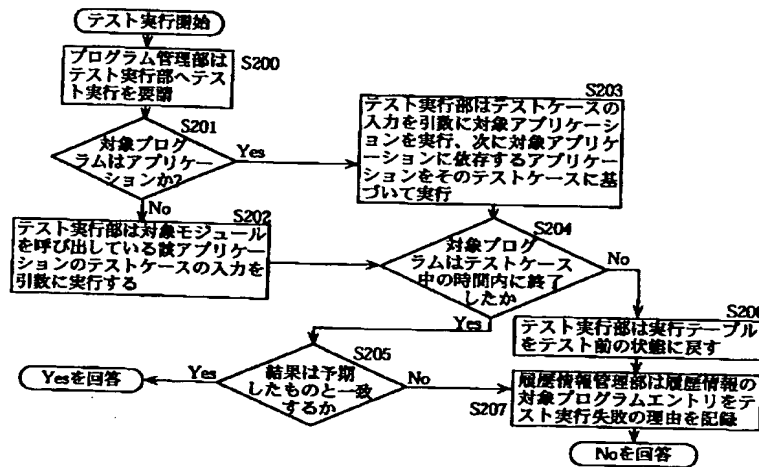 テスト実行開始
プログラム管理部は
テスト実行部へテス
ト実行を要請
S200
S201
対象プログ
ラムはアプリケー
ションか?
Yes
No
S203
テスト実行部はテストケースの
入力を引数に対象アプリケーシ
ョンを実行、次に対象アプリケ
ーションに依存するアプリケー
ションをそのテストケースに基
づいて実行
S202
テスト実行部は対象モジュール
を呼び出している該アプリケー
ションのテストケースの入力を
引数に実行する
S204
対象プログ
ラムはテストケース
中の時間内に終了
したか
No
Yes
S206
テスト実行部は実行テーブル
をテスト前の状態に戻す
S205
結果は予期
したものと一致
するか
Yes
No
Yesを回答
S207
履歴情報管理部は履歴情報の
対象プログラムエントリをテ
スト実行失敗の理由を記録
Noを回答